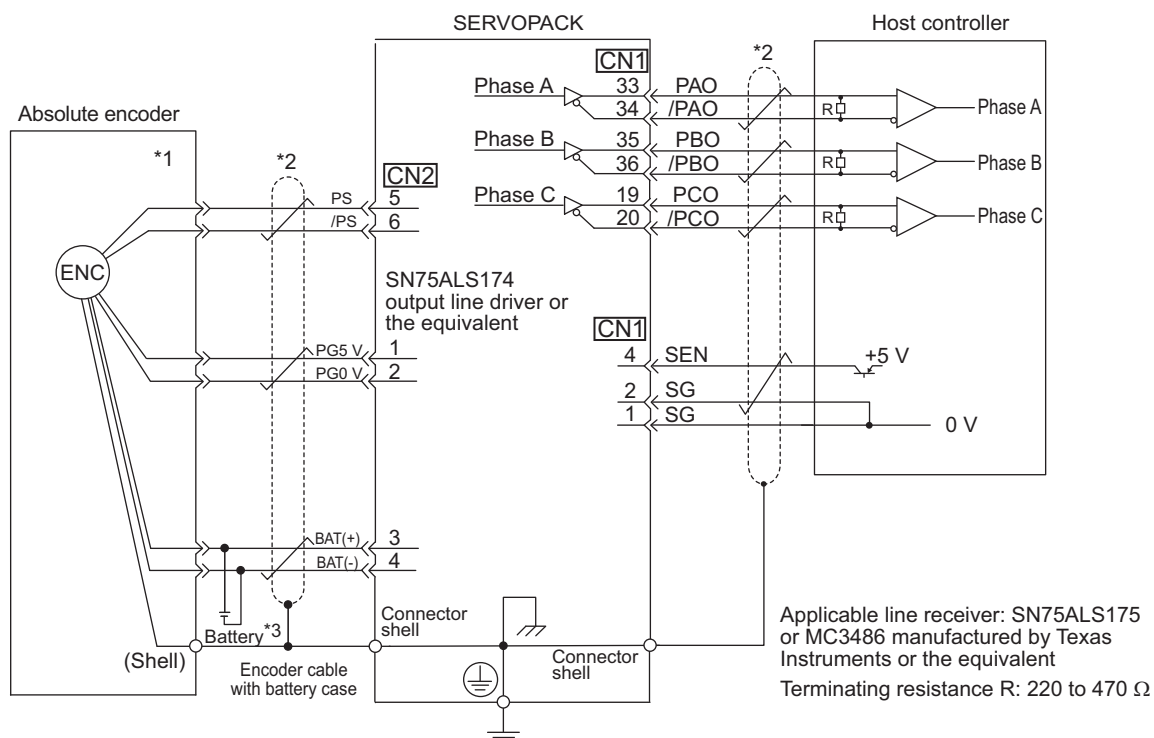 SERVOPACK
Host controller
Absolute encoder
*1
*2
CN2
PS 5
/PS 6
ENC
SN75ALS174
output line driver or
the equivalent
PG5 V 1
PG0 V 2
BAT(+) 3
BAT(-) 4
Battery *3
(Shell)
Encoder cable
with battery case
Connector
shell
CN1
*2
Phase A 33 PAO R Phase A
34 /PAO
Phase B 35 PBO R Phase B
36 /PBO
Phase C 19 PCO R Phase C
20 /PCO
CN1
4 SEN +5 V
2 SG
1 SG 0 V
Connector
shell
Applicable line receiver: SN75ALS175
or MC3486 manufactured by Texas
Instruments or the equivalent
Terminating resistance R: 220 to 470 Ω